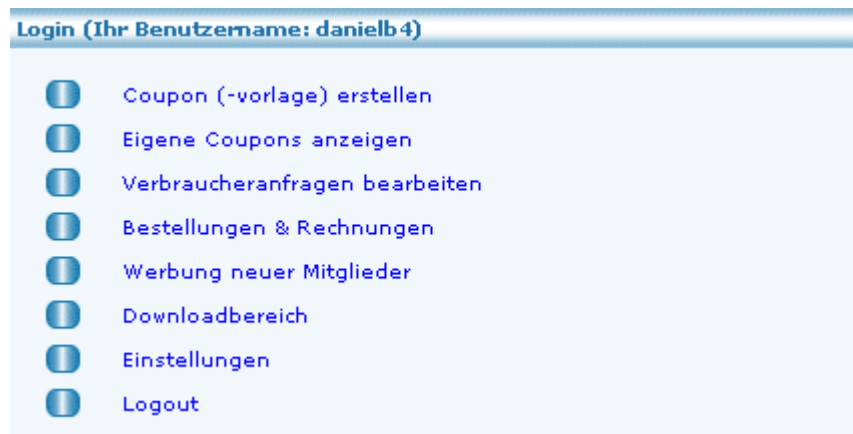 Login (Ihr Benutzername: danielb4)
Coupon (-vorlage) erstellen
Eigene Coupons anzeigen
Verbraucheranfragen bearbeiten
Bestellungen & Rechnungen
Werbung neuer Mitglieder
Downloadbereich
Einstellungen
Logout